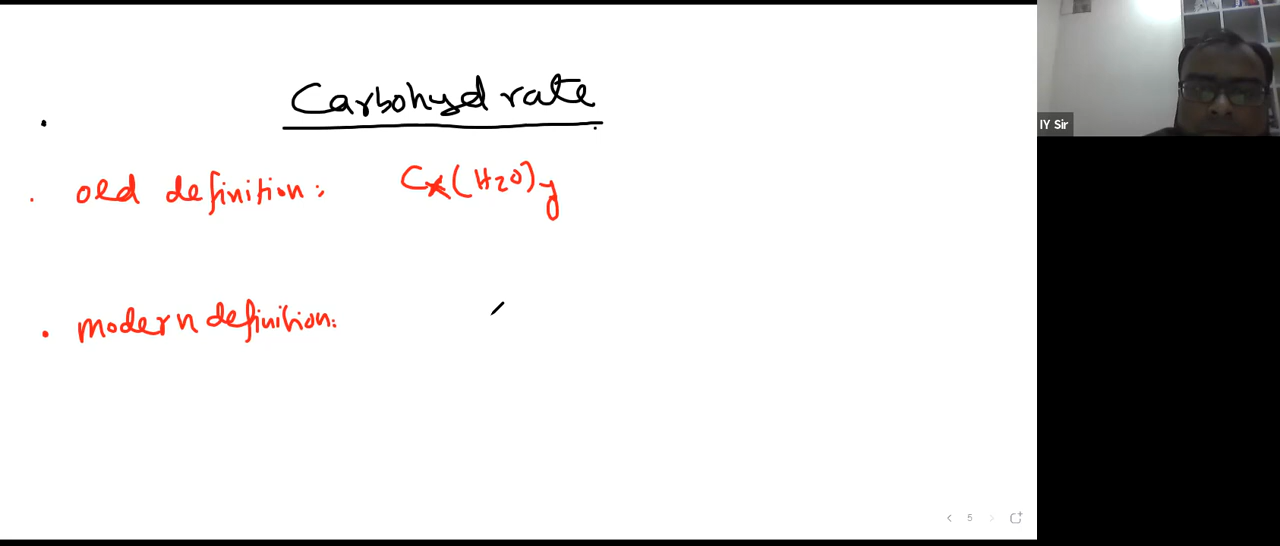 Carbohydrate
IY Sir
. old definition: Cx(H2O)y
. modern definition:
5